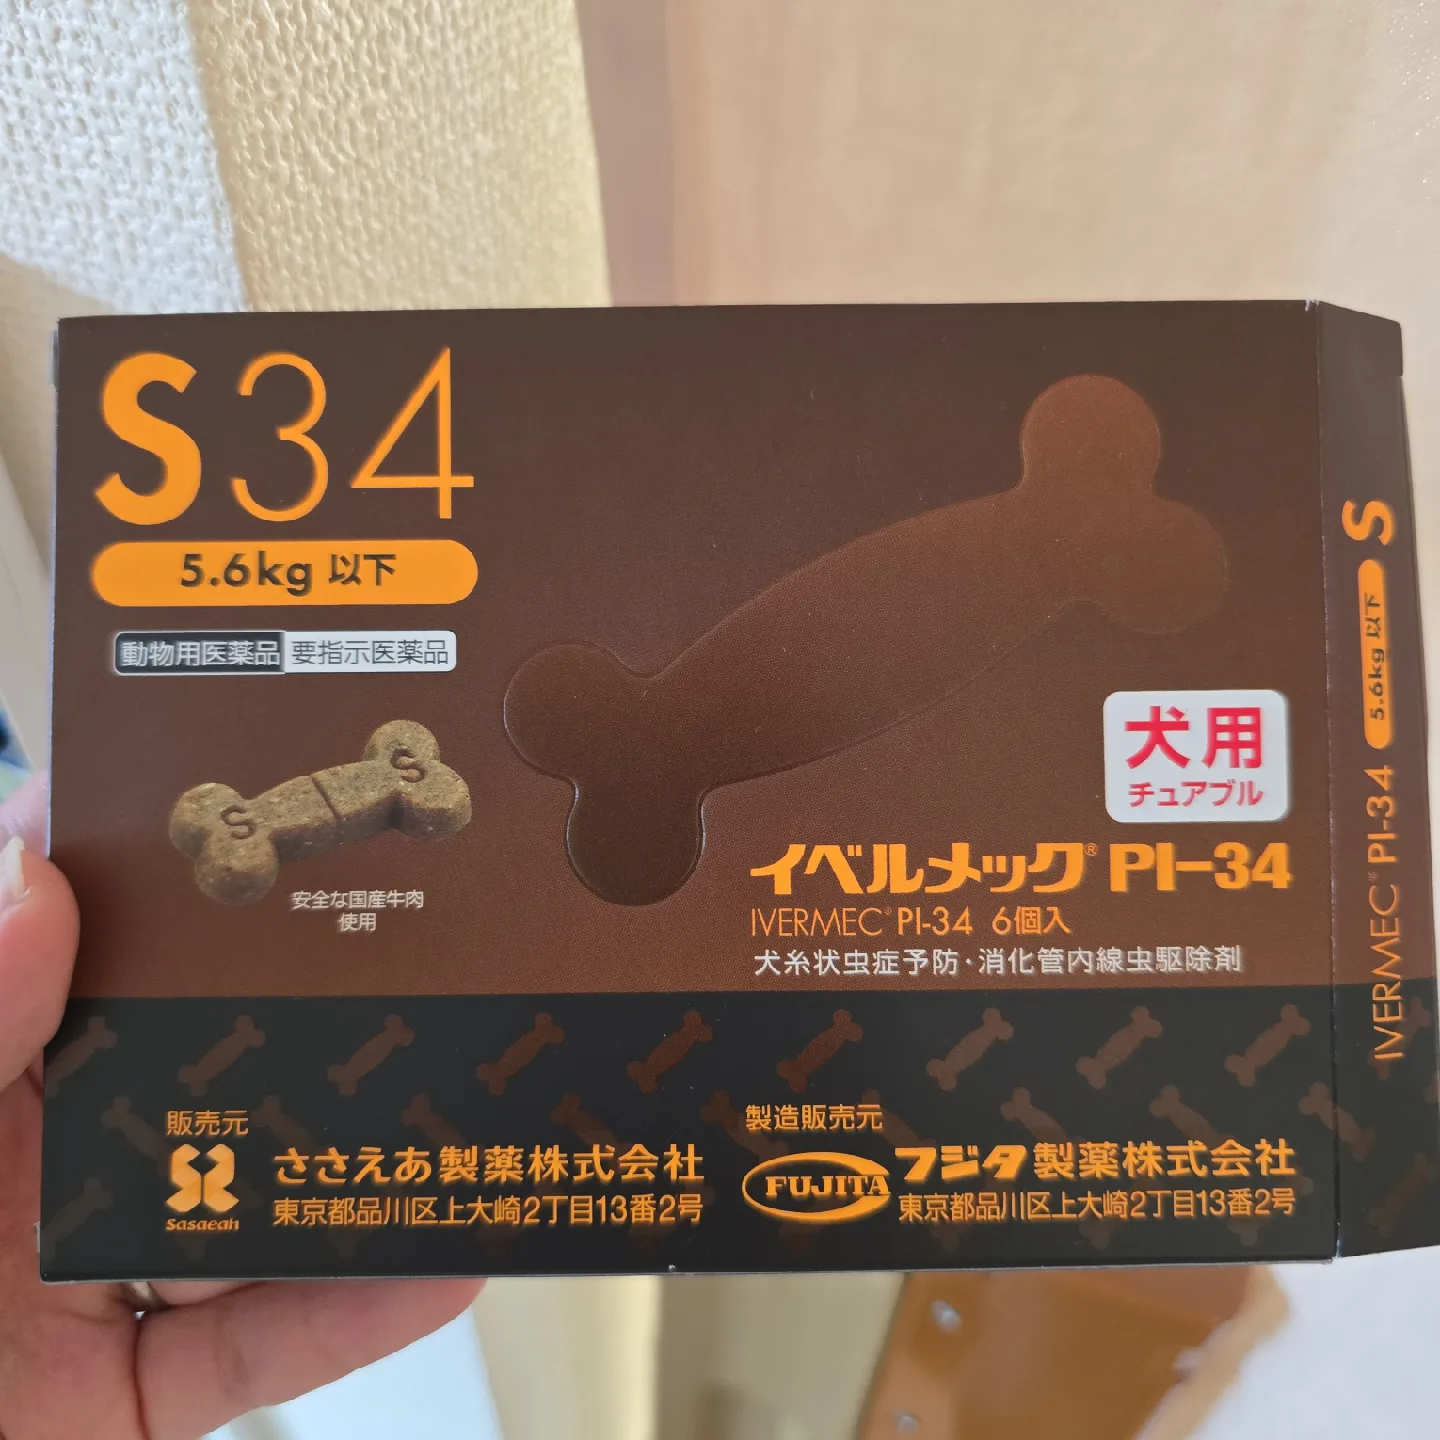 S34
5.6kg 以下
動物用医薬品 要指示医薬品
S S
安全な国産牛肉
使用
犬用
チュアブル
イベルメック® PI-34
IVERMEC® PI-34 6個入
犬糸状虫症予防・消化管内線虫駆除剤
販売元
Sasaeah
ささえあ製薬株式会社
東京都品川区上大崎2丁目13番2号
製造販売元
FUJITA
フジタ製薬株式会社
東京都品川区上大崎2丁目13番2号
S 5.6kg 以下 IVERMEC® PI-34